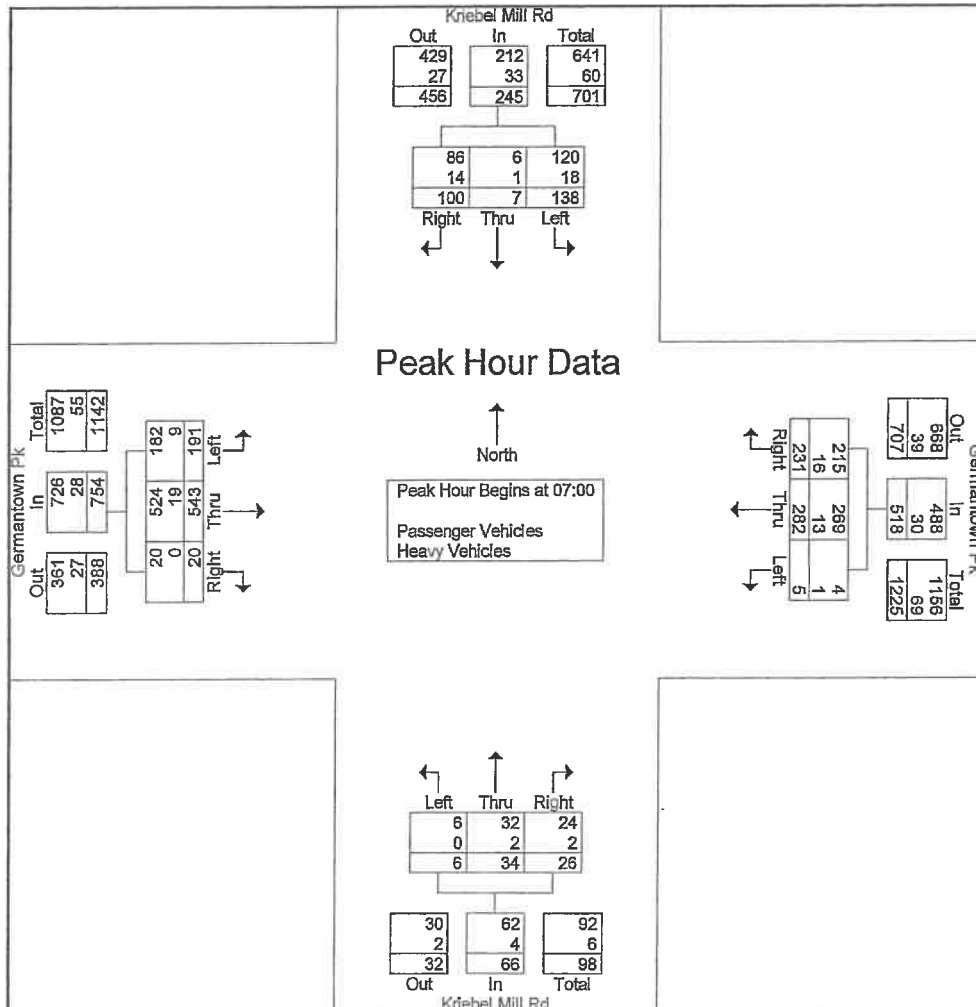 Kriebel Mill Rd
Out In Total
429 212 641
27 33 60
456 245 701
86 6 120
14 1 18
100 7 138
Right Thru Left
Peak Hour Data
North
Peak Hour Begins at 07:00
Passenger Vehicles
Heavy Vehicles
Germantown Pk
Total
1087
55
1142
In
726
28
754
Out
361
27
388
Left
182
9
191
Thru
524
19
543
Right
20
0
20
Right
215
16
231
Thru
269
13
282
Left
4
1
5
Out
668
39
707
In
488
30
518
Total
1156
69
1225
Germantown Pk
Left Thru Right
6 32 24
0 2 2
6 34 26
30 62 92
2 4 6
32 66 98
Out In Total
Kriebel Mill Rd